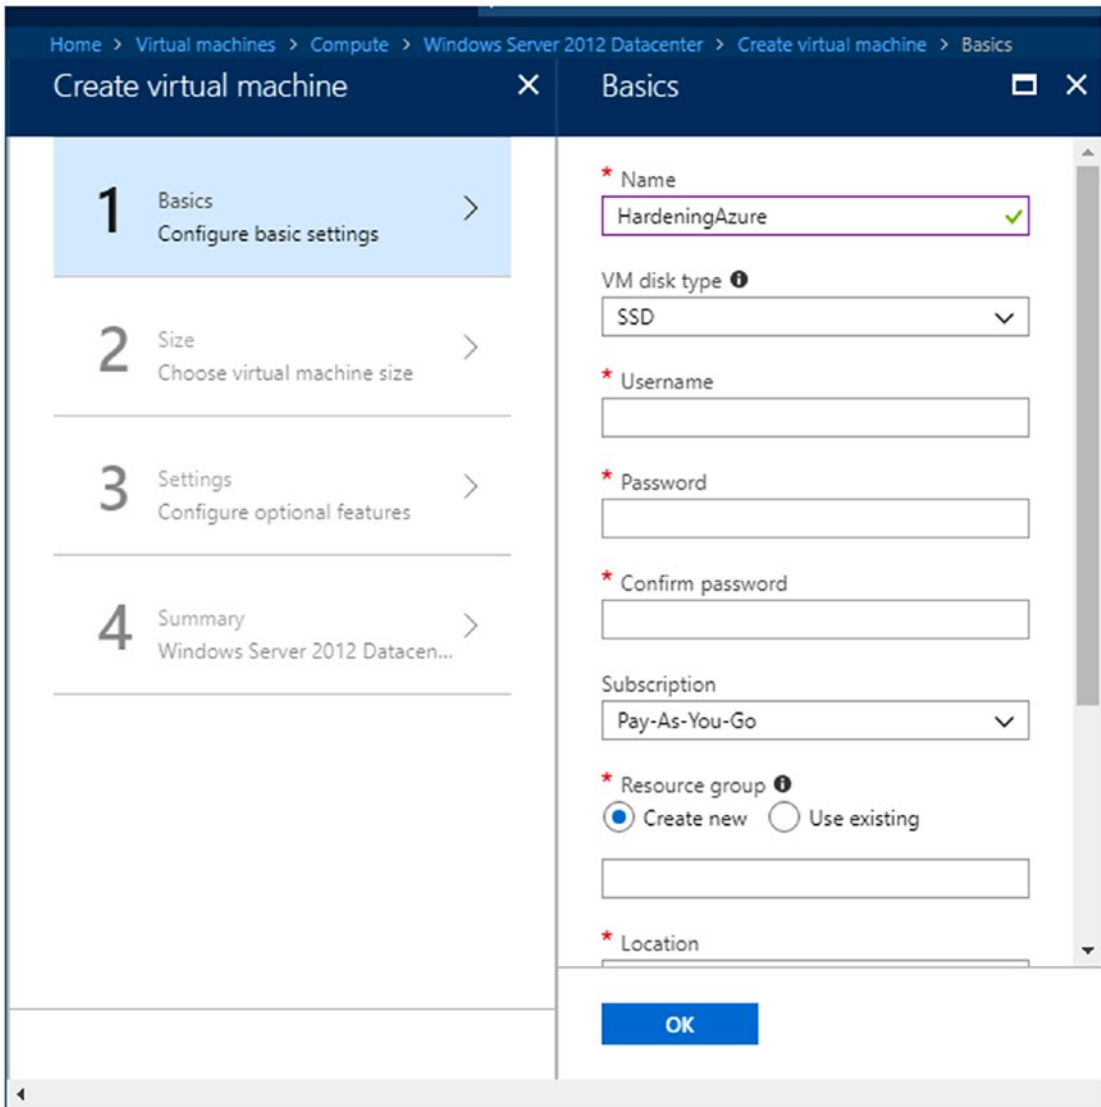 Home > Virtual machines > Compute > Windows Server 2012 Datacenter > Create virtual machine > Basics
Create virtual machine
1
Basics
Configure basic settings
2
Size
Choose virtual machine size
3
Settings
Configure optional features
4
Summary
Windows Server 2012 Datacen...
Basics
* Name
HardeningAzure
VM disk type
SSD
* Username
* Password
* Confirm password
Subscription
Pay-As-You-Go
* Resource group
Create new Use existing
* Location
OK